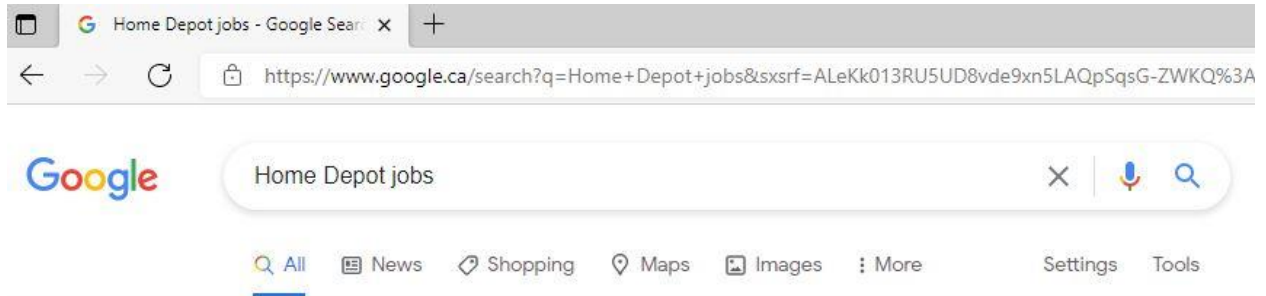 Home Depot jobs - Google Sear
https://www.google.ca/search?q=Home+Depot+jobs&sxsrf=ALeKk013RU5UD8vde9xn5LAQpSqsG-ZWKQ%3A
Google Home Depot jobs
All News Shopping Maps Images More Settings Tools